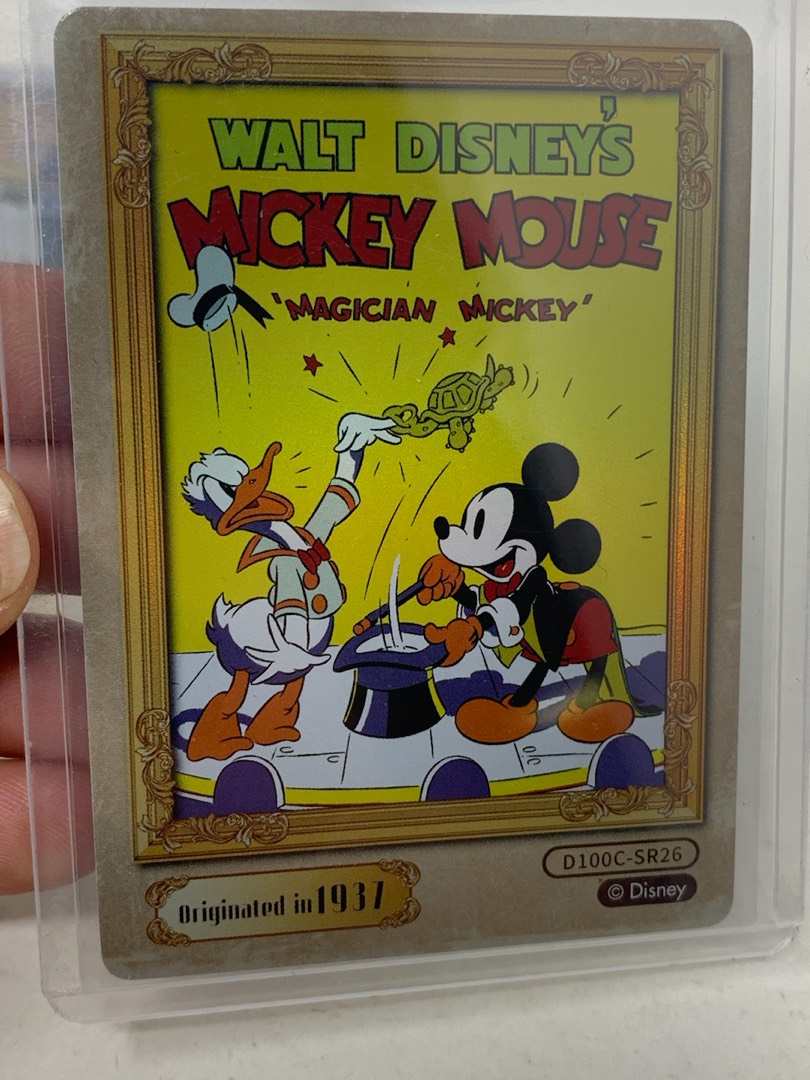 WALT DISNEY'S
MICKEY MOUSE
'MAGICIAN MICKEY'
D100C-SR26
© Disney
Originated in 1937